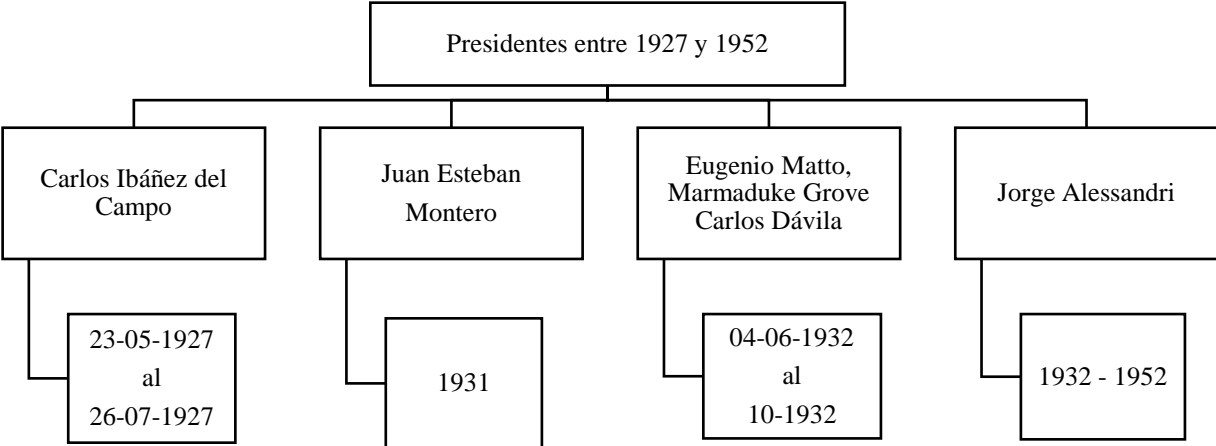 Presidentes entre 1927 y 1952
Carlos Ibáñez del
Campo
Juan Esteban
Montero
Eugenio Matto,
Marmaduke Grove
Carlos Dávila
Jorge Alessandri
23-05-1927
al
26-07-1927
1931
04-06-1932
al
10-1932
1932 - 1952